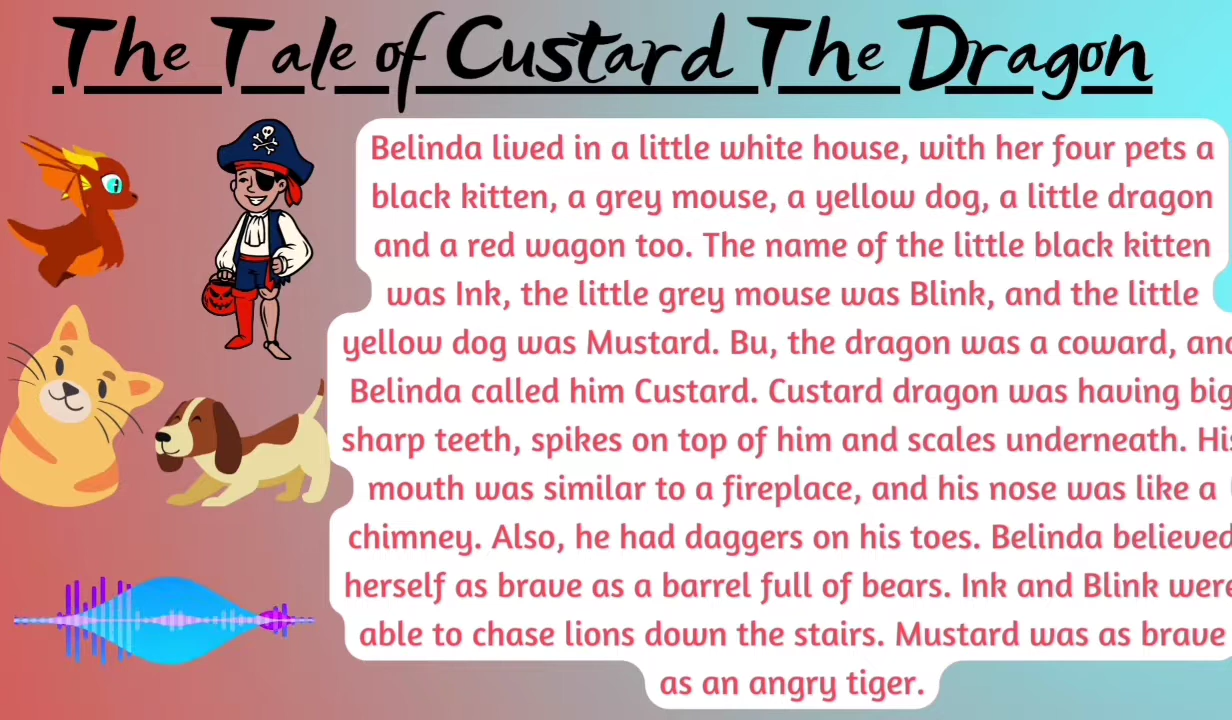 The Tale of Custard The Dragon
Belinda lived in a little white house, with her four pets a
black kitten, a grey mouse, a yellow dog, a little dragon
and a red wagon too. The name of the little black kitten
was Ink, the little grey mouse was Blink, and the little
yellow dog was Mustard. Bu, the dragon was a coward, and
Belinda called him Custard. Custard dragon was having big
sharp teeth, spikes on top of him and scales underneath. His
mouth was similar to a fireplace, and his nose was like a
chimney. Also, he had daggers on his toes. Belinda believed
herself as brave as a barrel full of bears. Ink and Blink were
able to chase lions down the stairs. Mustard was as brave
as an angry tiger.